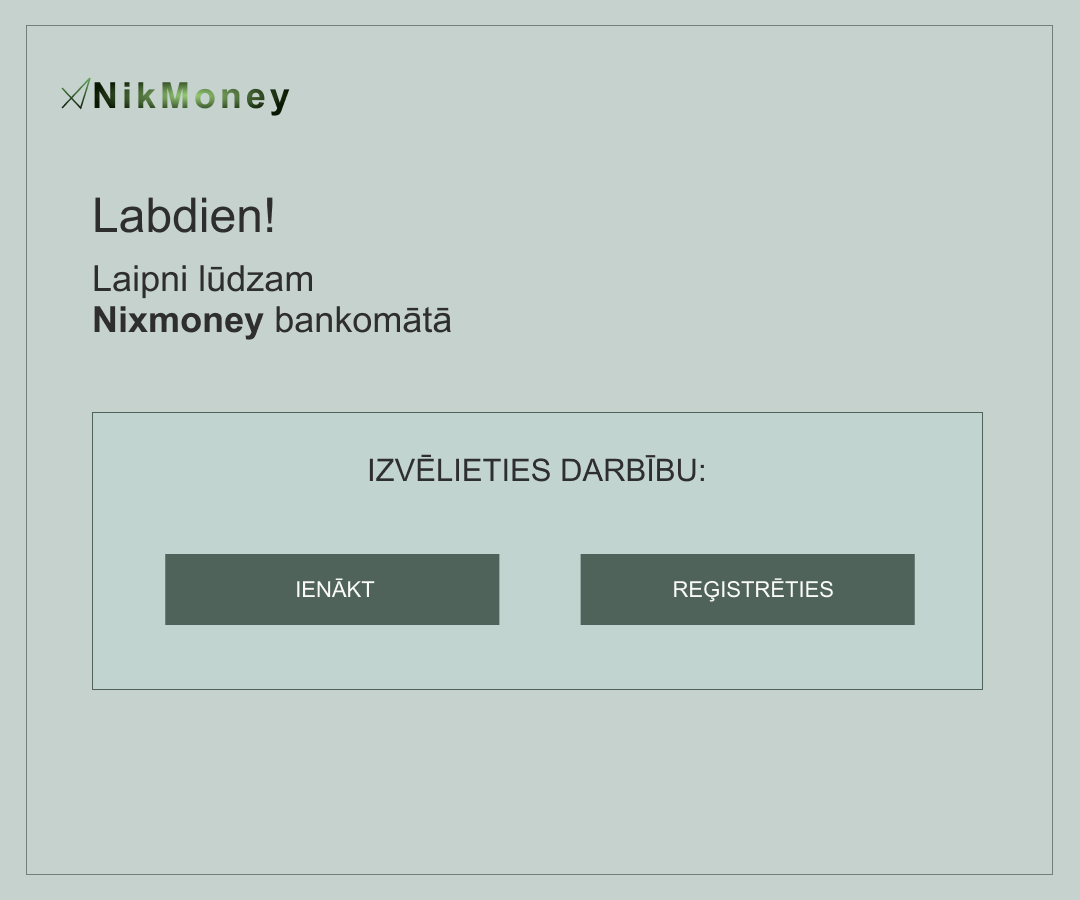 NikMoney
Labdien!
Laipni lūdzam
Nixmoney bankomātā
IZVĒLIETIES DARBĪBU:
IENĀKT
REĢISTRĒTIES